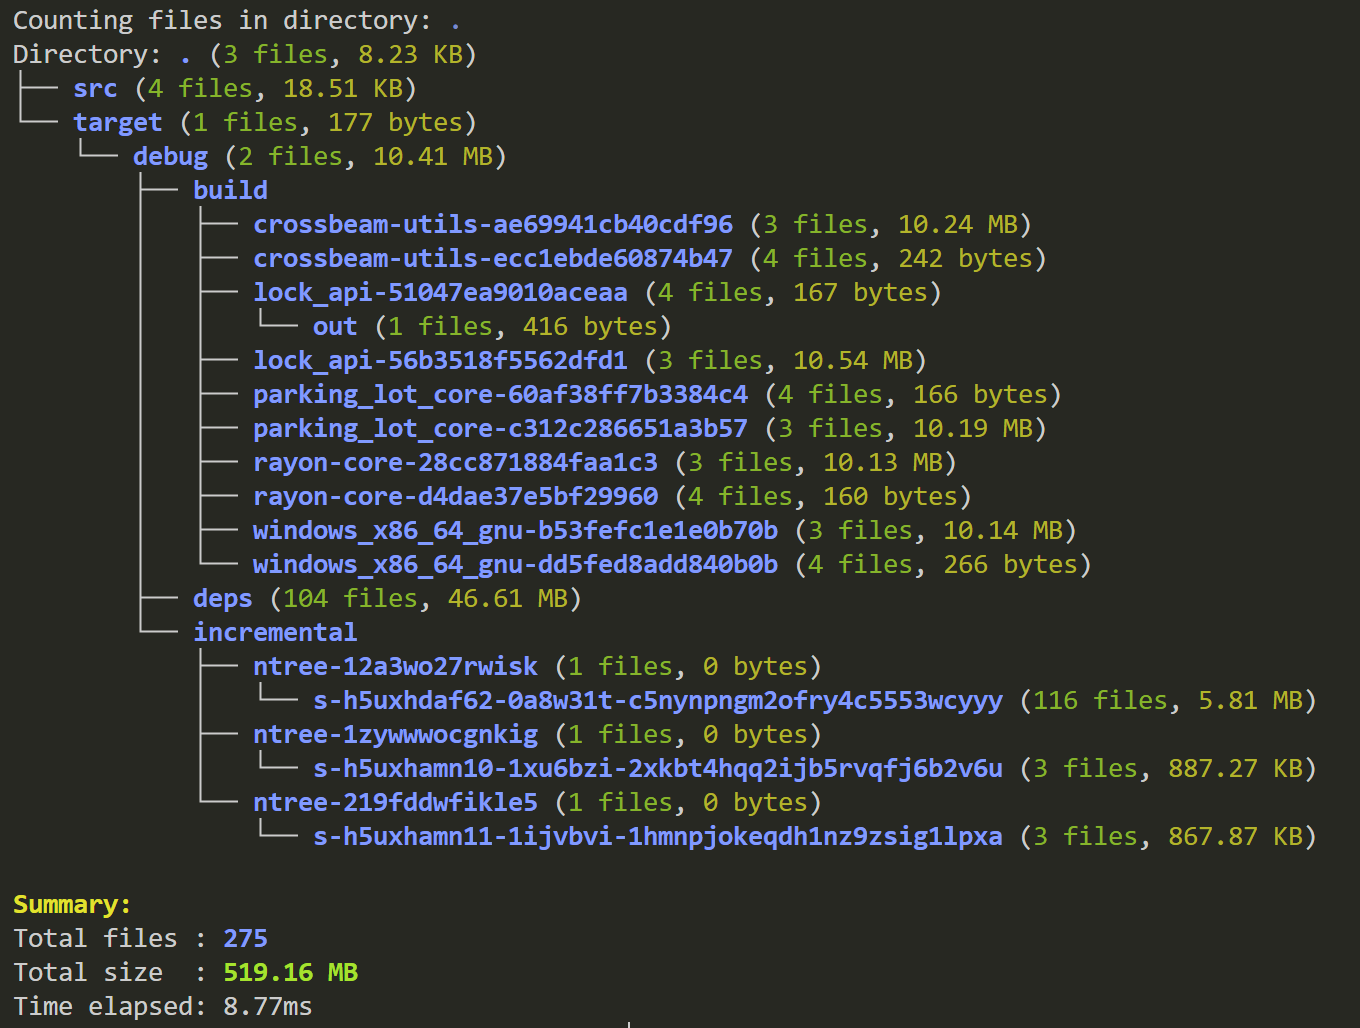 Counting files in directory: .
Directory: . (3 files, 8.23 KB)
├── src (4 files, 18.51 KB)
└── target (1 files, 177 bytes)
    └── debug (2 files, 10.41 MB)
        ├── build
        │   ├── crossbeam-utils-ae69941cb40cdf96 (3 files, 10.24 MB)
        │   ├── crossbeam-utils-ecc1ebde60874b47 (4 files, 242 bytes)
        │   ├── lock_api-51047ea9010aceaa (4 files, 167 bytes)
        │   │   └── out (1 files, 416 bytes)
        │   ├── lock_api-56b3518f5562dfd1 (3 files, 10.54 MB)
        │   ├── parking_lot_core-60af38ff7b3384c4 (4 files, 166 bytes)
        │   ├── parking_lot_core-c312c286651a3b57 (3 files, 10.19 MB)
        │   ├── rayon-core-28cc871884faa1c3 (3 files, 10.13 MB)
        │   ├── rayon-core-d4dae37e5bf29960 (4 files, 160 bytes)
        │   ├── windows_x86_64_gnu-b53fefc1e1e0b70b (3 files, 10.14 MB)
        │   └── windows_x86_64_gnu-dd5fed8add840b0b (4 files, 266 bytes)
        ├── deps (104 files, 46.61 MB)
        └── incremental
            ├── ntree-12a3wo27rwisk (1 files, 0 bytes)
            │   └── s-h5uxhdaf62-0a8w31t-c5nynpngm2ofry4c5553wcyyy (116 files, 5.81 MB)
            ├── ntree-1zywwwocgnkig (1 files, 0 bytes)
            │   └── s-h5uxhamn10-1xu6bzi-2xkbt4hqq2ijb5rvqfj6b2v6u (3 files, 887.27 KB)
            └── ntree-219fddwfikle5 (1 files, 0 bytes)
                └── s-h5uxhamn11-1ijvbvi-1hmnpjokeqdh1nz9zsig1lpxa (3 files, 867.87 KB)

Summary:
Total files : 275
Total size  : 519.16 MB
Time elapsed: 8.77ms